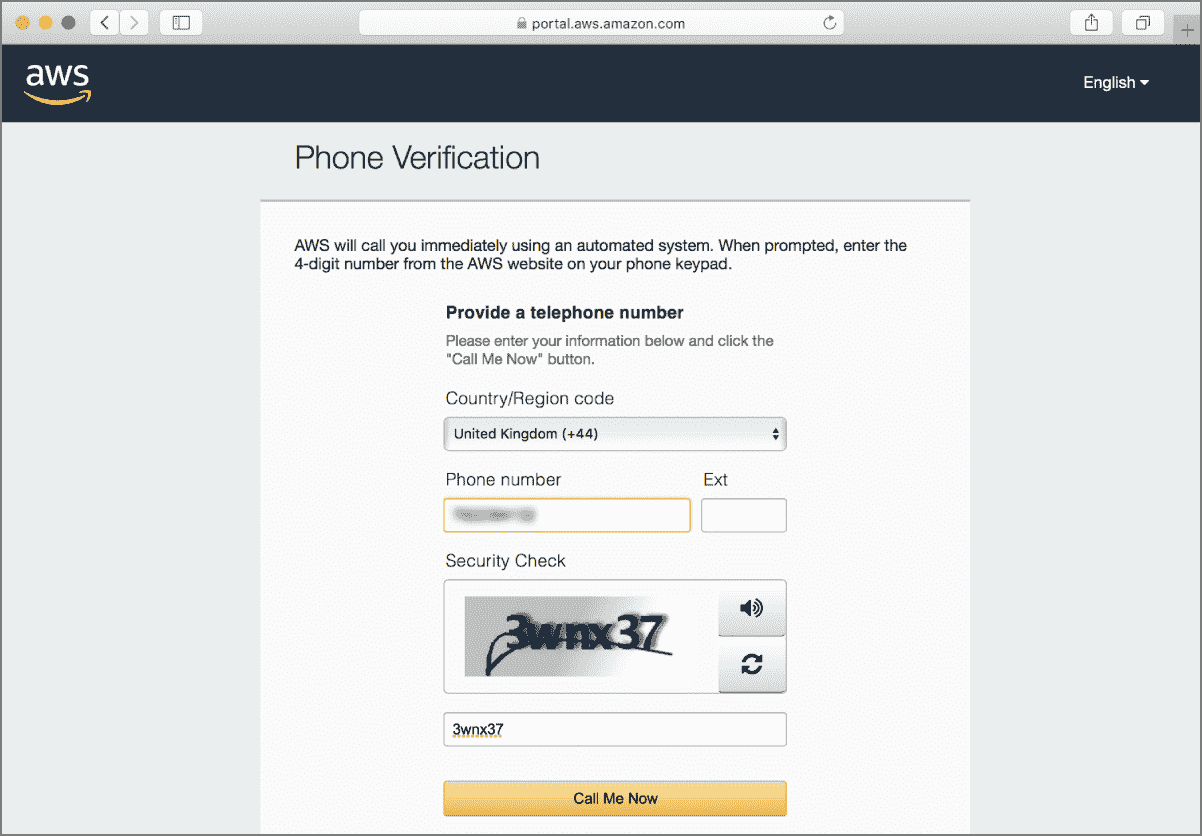 portal.aws.amazon.com
aws
English
Phone Verification
AWS will call you immediately using an automated system. When prompted, enter the
4-digit number from the AWS website on your phone keypad.
Provide a telephone number
Please enter your information below and click the
"Call Me Now" button.
Country/Region code
United Kingdom (+44)
Phone number
Ext
Security Check
3wnx37
3wnx37
Call Me Now